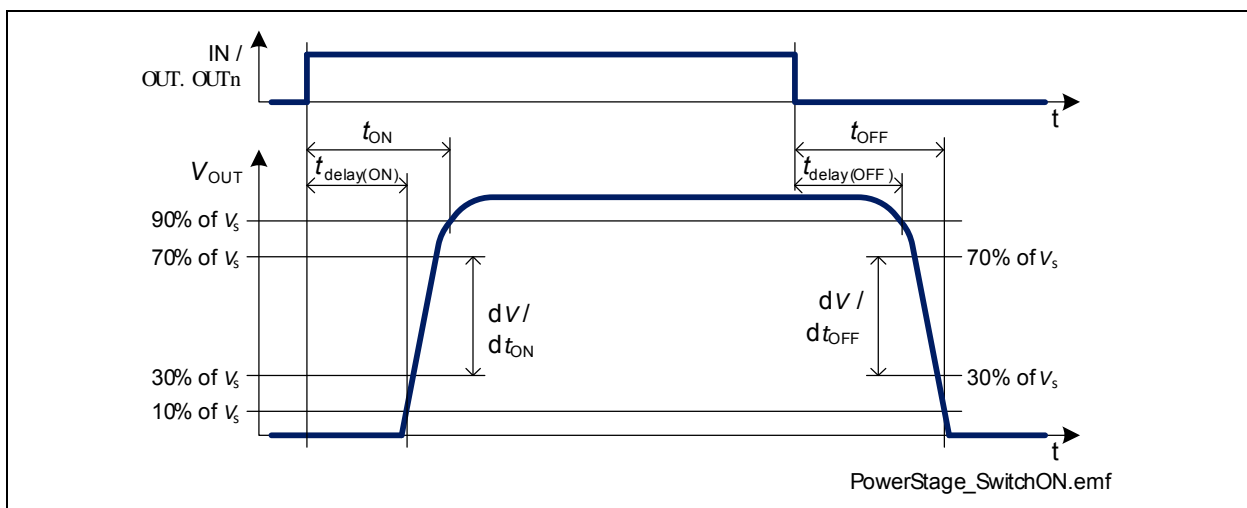 IN /
OUT. OUTn
t
tON
tOFF
VOUT
tdelay(ON)
tdelay(OFF)
90% of Vs
70% of Vs
70% of Vs
dV /
dtON
dV /
dtOFF
30% of Vs
30% of Vs
10% of Vs
t
PowerStage_SwitchON.emf